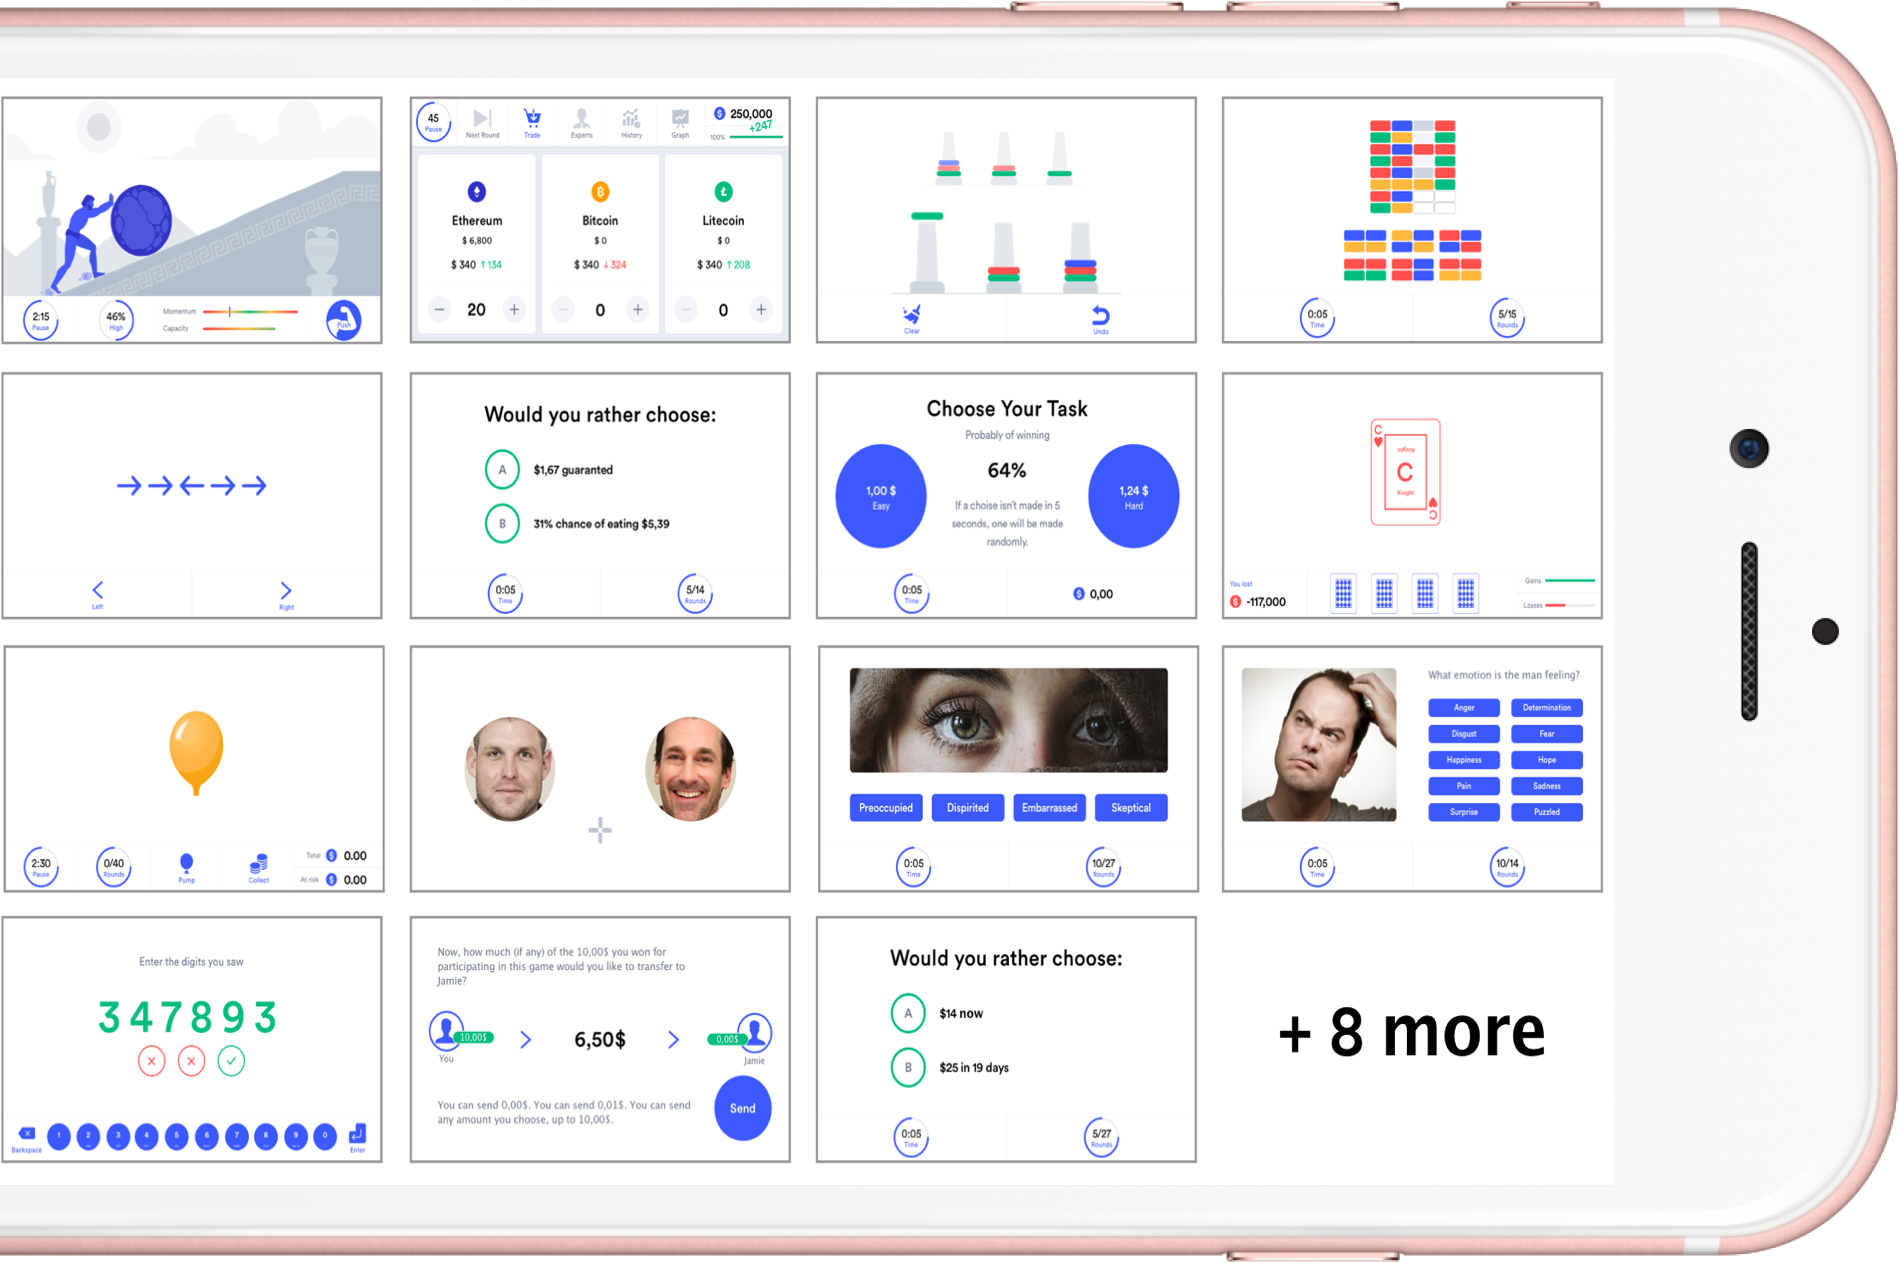 2:15
Pause
46%
High
Momentum
Capacity
Push
45
Pause
Next Round
Trade
Experts
History
Graph
$ 250,000
+247
100%
Ethereum
$ 6,800
$ 340 ↑134
20
Bitcoin
$ 0
$ 340 ↓324
0
Litecoin
$ 0
$ 340 ↑208
0
Clear
Undo
0:05
Time
5/15
Rounds
Left
Right
Would you rather choose:
A $1,67 guaranted
B 31% chance of eating $5,39
0:05
Time
5/14
Rounds
Choose Your Task
Probably of winning
64%
1,00 $
Easy
1,24 $
Hard
If a choise isn't made in 5
seconds, one will be made
randomly.
0:05
Time
$ 0,00
C
Knight
C
Knight
C
You lost
$ -117,000
Gains
Losses
2:30
Pause
0/40
Rounds
Pump
Collect
Total $ 0.00
At risk $ 0.00
Preoccupied Dispirited Embarrassed Skeptical
0:05
Time
10/27
Rounds
What emotion is the man feeling?
Anger Determination
Disgust Fear
Happiness Hope
Pain Sadness
Surprise Puzzled
0:05
Time
10/14
Rounds
Enter the digits you saw
347893
Backspace
1 2 3 4 5 6 7 8 9 0
Enter
Now, how much (if any) of the 10,00$ you won for
participating in this game would you like to transfer to
Jamie?
10,00$
You
6,50$
0,00$
Jamie
You can send 0,00$. You can send 0,01$. You can send
any amount you choose, up to 10,00$.
Send
Would you rather choose:
A $14 now
B $25 in 19 days
0:05
Time
5/27
Rounds
+ 8 more